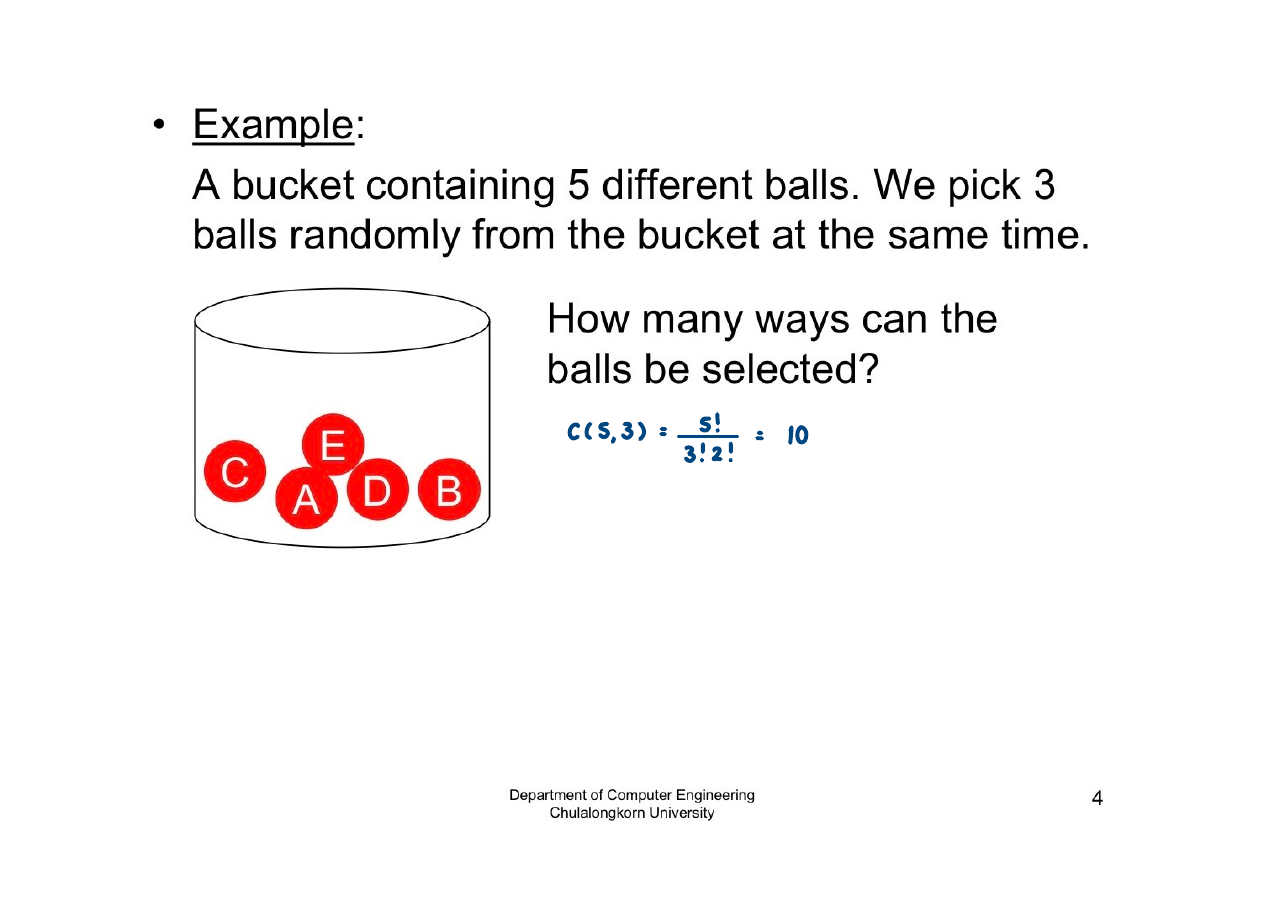 • Example:
A bucket containing 5 different balls. We pick 3
balls randomly from the bucket at the same time.
How many ways can the
balls be selected?
C(5,3) = 5!/3!2! = 10
E
C
A
D
B
Department of Computer Engineering
Chulalongkorn University
4